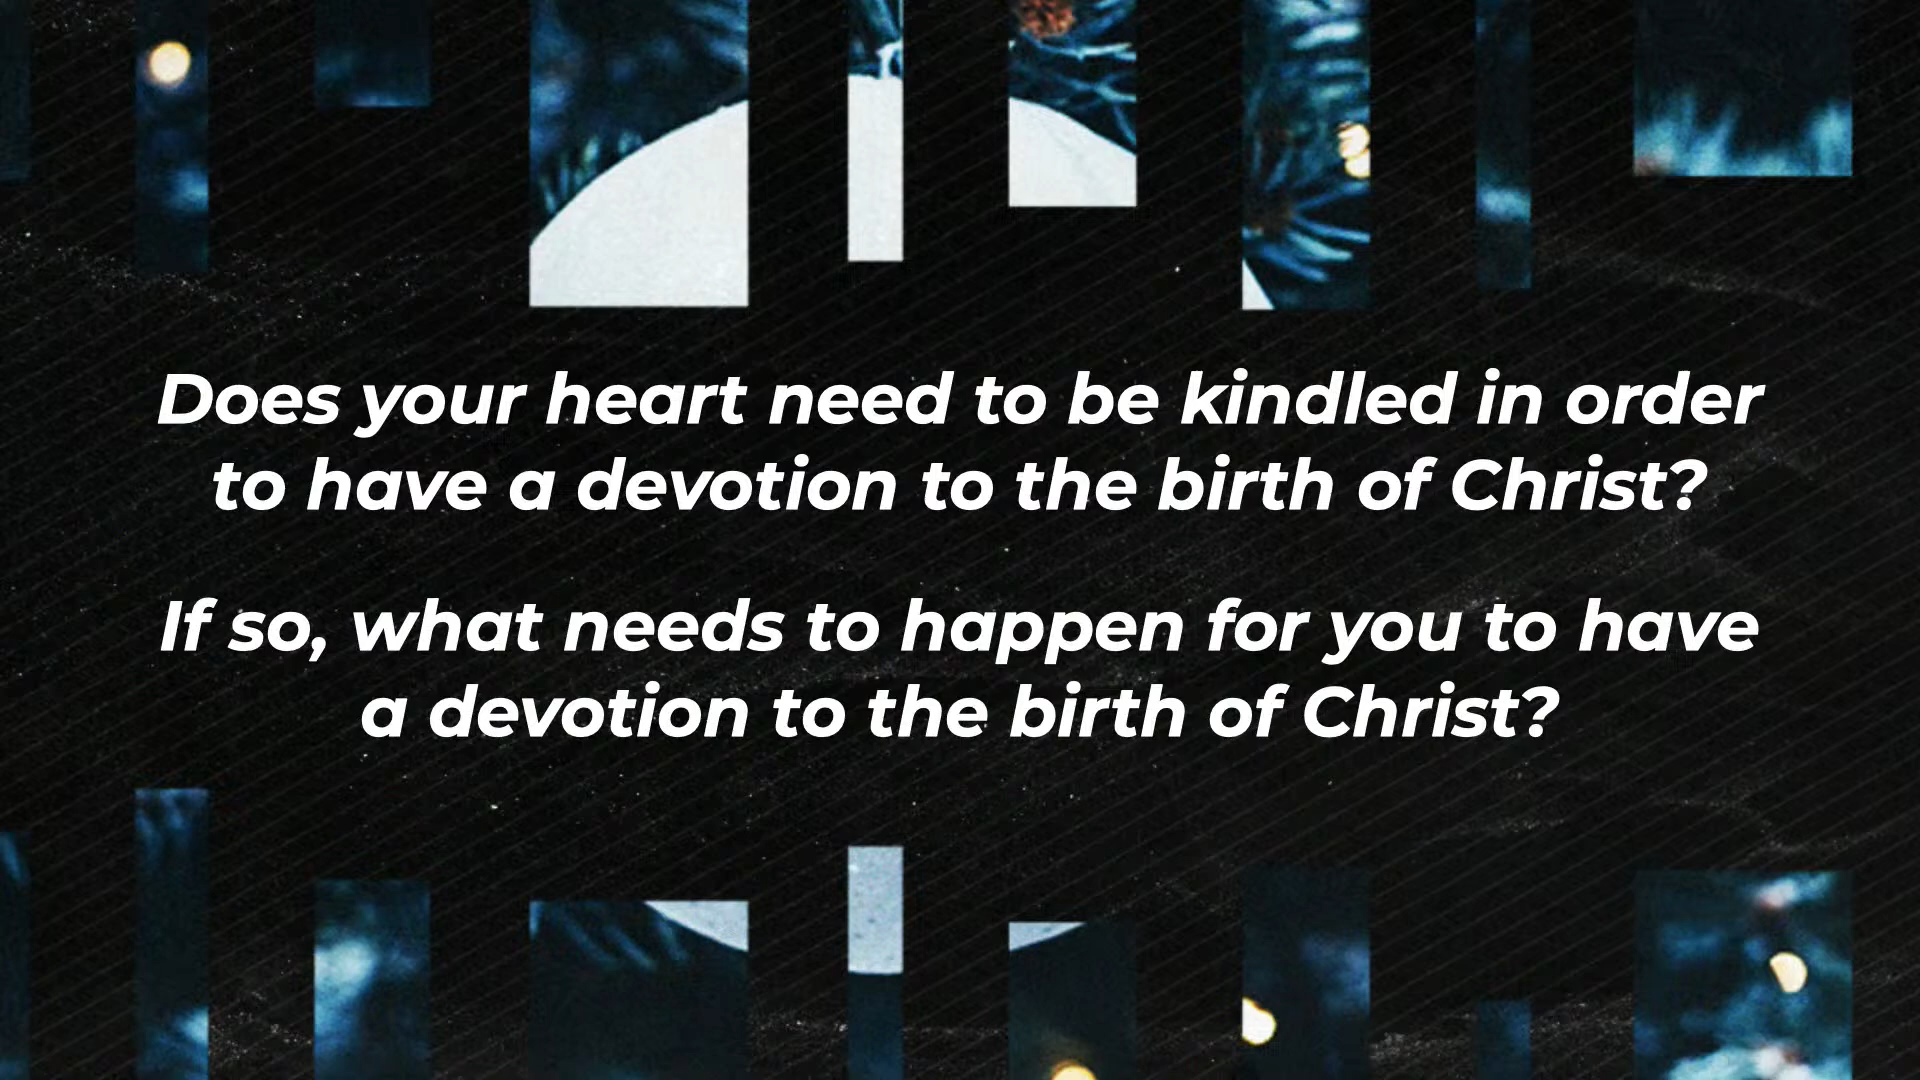 Does your heart need to be kindled in order
to have a devotion to the birth of Christ?
If so, what needs to happen for you to have
a devotion to the birth of Christ?